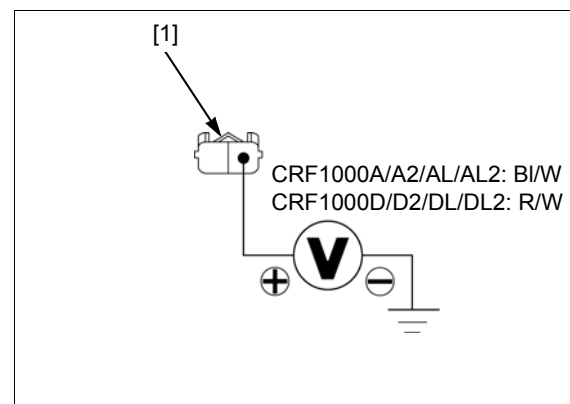 [1]
CRF1000A/A2/AL/AL2: Bl/W
CRF1000D/D2/DL/DL2: R/W
V
+
−